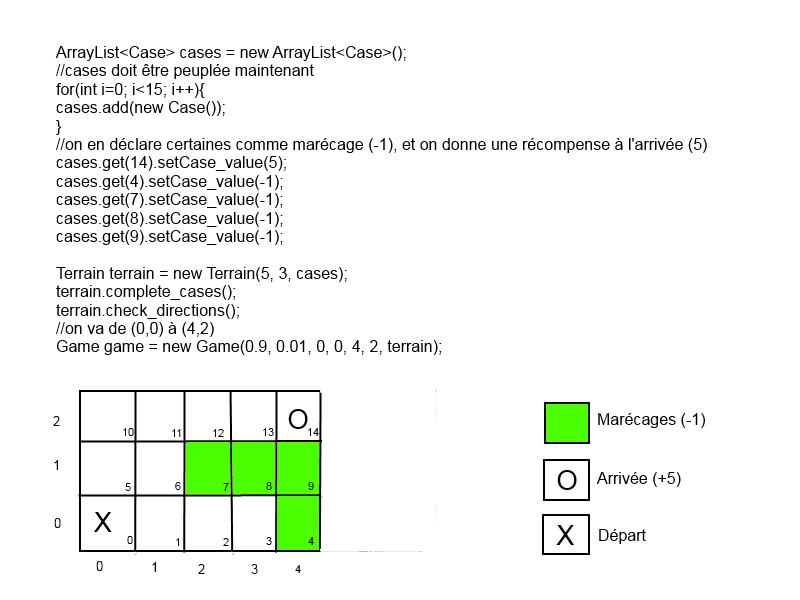 ArrayList<Case> cases = new ArrayList<Case>();
//cases doit être peuplée maintenant
for(int i=0; i<15; i++){
cases.add(new Case());
}
//on en déclare certaines comme marécage (-1), et on donne une récompense à l'arrivée (5)
cases.get(14).setCase_value(5);
cases.get(4).setCase_value(-1);
cases.get(7).setCase_value(-1);
cases.get(8).setCase_value(-1);
cases.get(9).setCase_value(-1);
Terrain terrain = new Terrain(5, 3, cases);
terrain.complete_cases();
terrain.check_directions();
//on va de (0,0) à (4,2)
Game game = new Game(0.9, 0.01, 0, 0, 4, 2, terrain);
2 10 11 12 13 O 14
1 5 6 7 8 9
0 X 0 1 2 3 4
0 1 2 3 4
Marécages (-1)
O Arrivée (+5)
X Départ